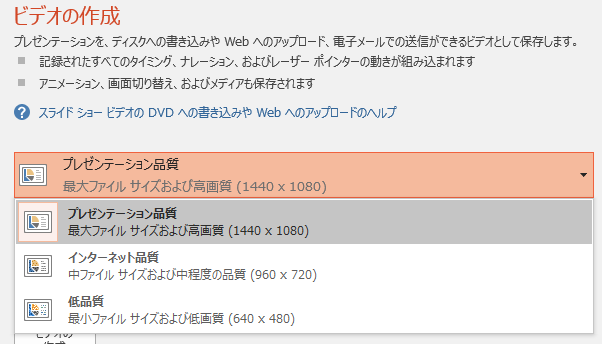 ビデオの作成
プレゼンテーションを、ディスクへの書き込みや Web へのアップロード、電子メールでの送信ができるビデオとして保存します。
記録されたすべてのタイミング、ナレーション、およびレーザー ポインターの動きが組み込まれます
アニメーション、画面切り替え、およびメディアも保存されます
スライド ショー ビデオの DVD への書き込みや Web へのアップロードのヘルプ
プレゼンテーション品質
最大ファイル サイズおよび高画質 (1440 x 1080)
プレゼンテーション品質
最大ファイル サイズおよび高画質 (1440 x 1080)
インターネット品質
中ファイル サイズおよび中程度の品質 (960 x 720)
低品質
最小ファイル サイズおよび低画質 (640 x 480)
ビデオの